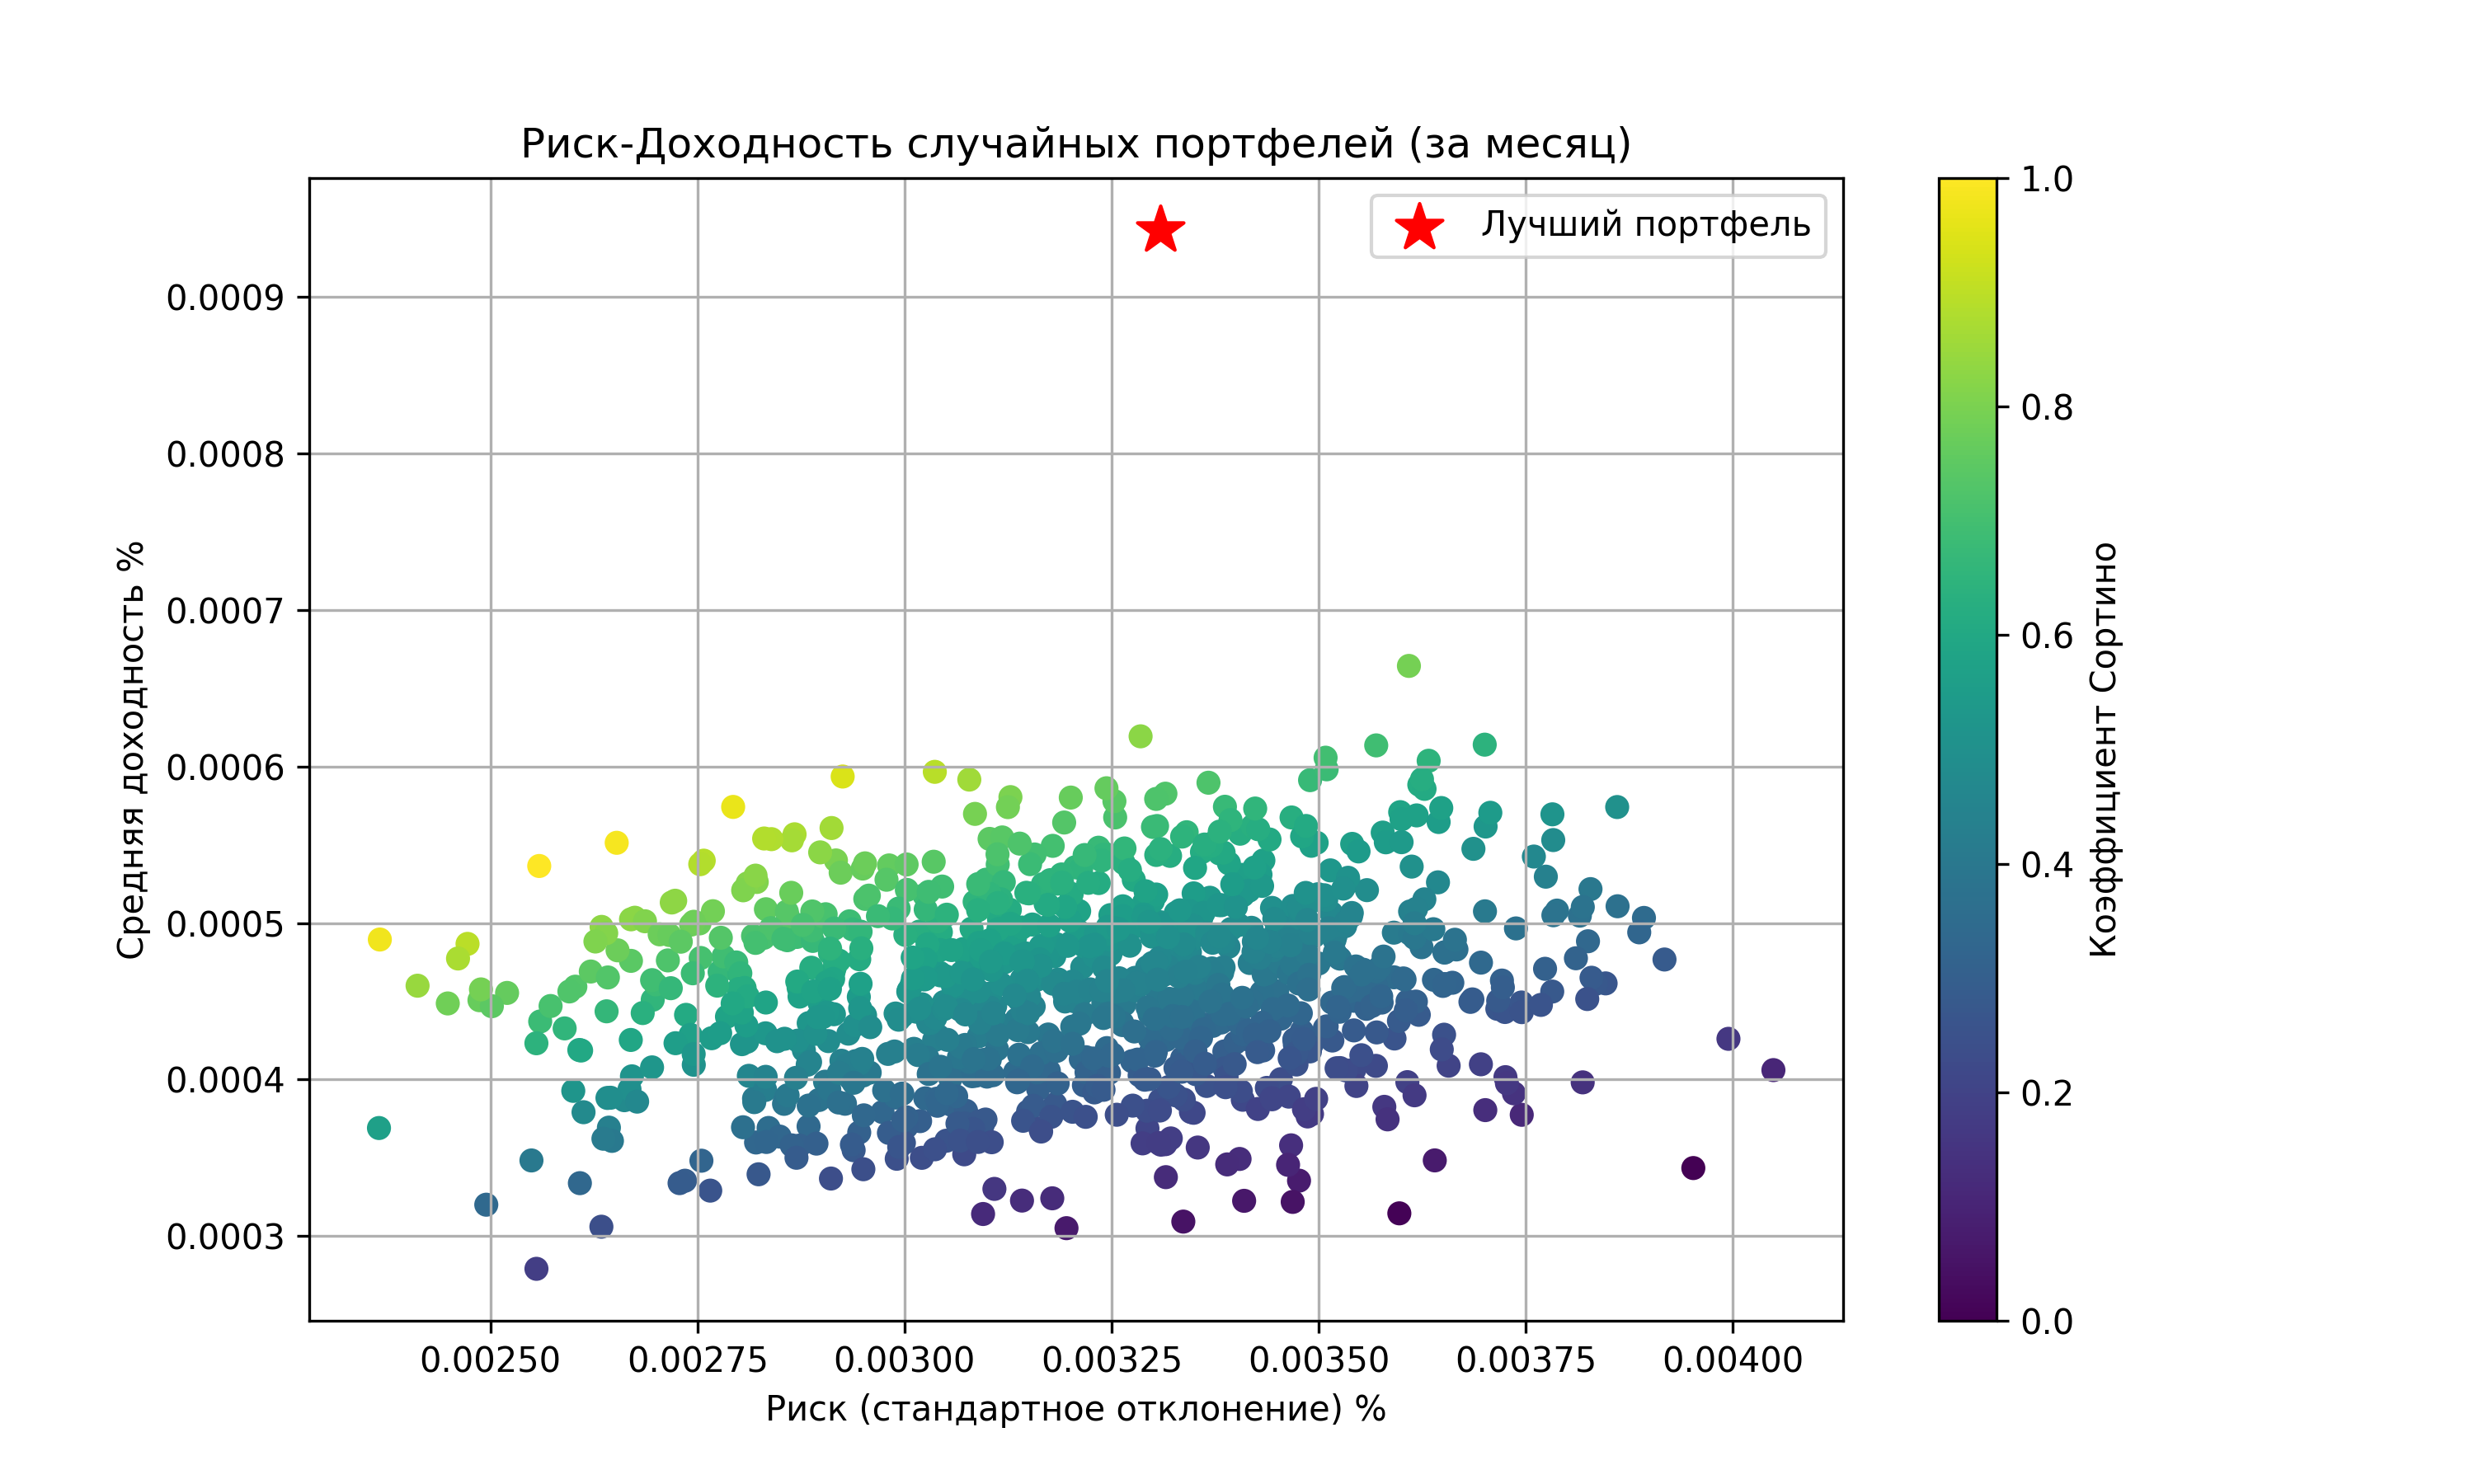 Риск-Доходность случайных портфелей (за месяц)
Лучший портфель
Средняя доходность %
0.0009
0.0008
0.0007
0.0006
0.0005
0.0004
0.0003
0.00250 0.00275 0.00300 0.00325 0.00350 0.00375 0.00400
Риск (стандартное отклонение) %
1.0
0.8
0.6
0.4
0.2
0.0
Коэффициент Сортино